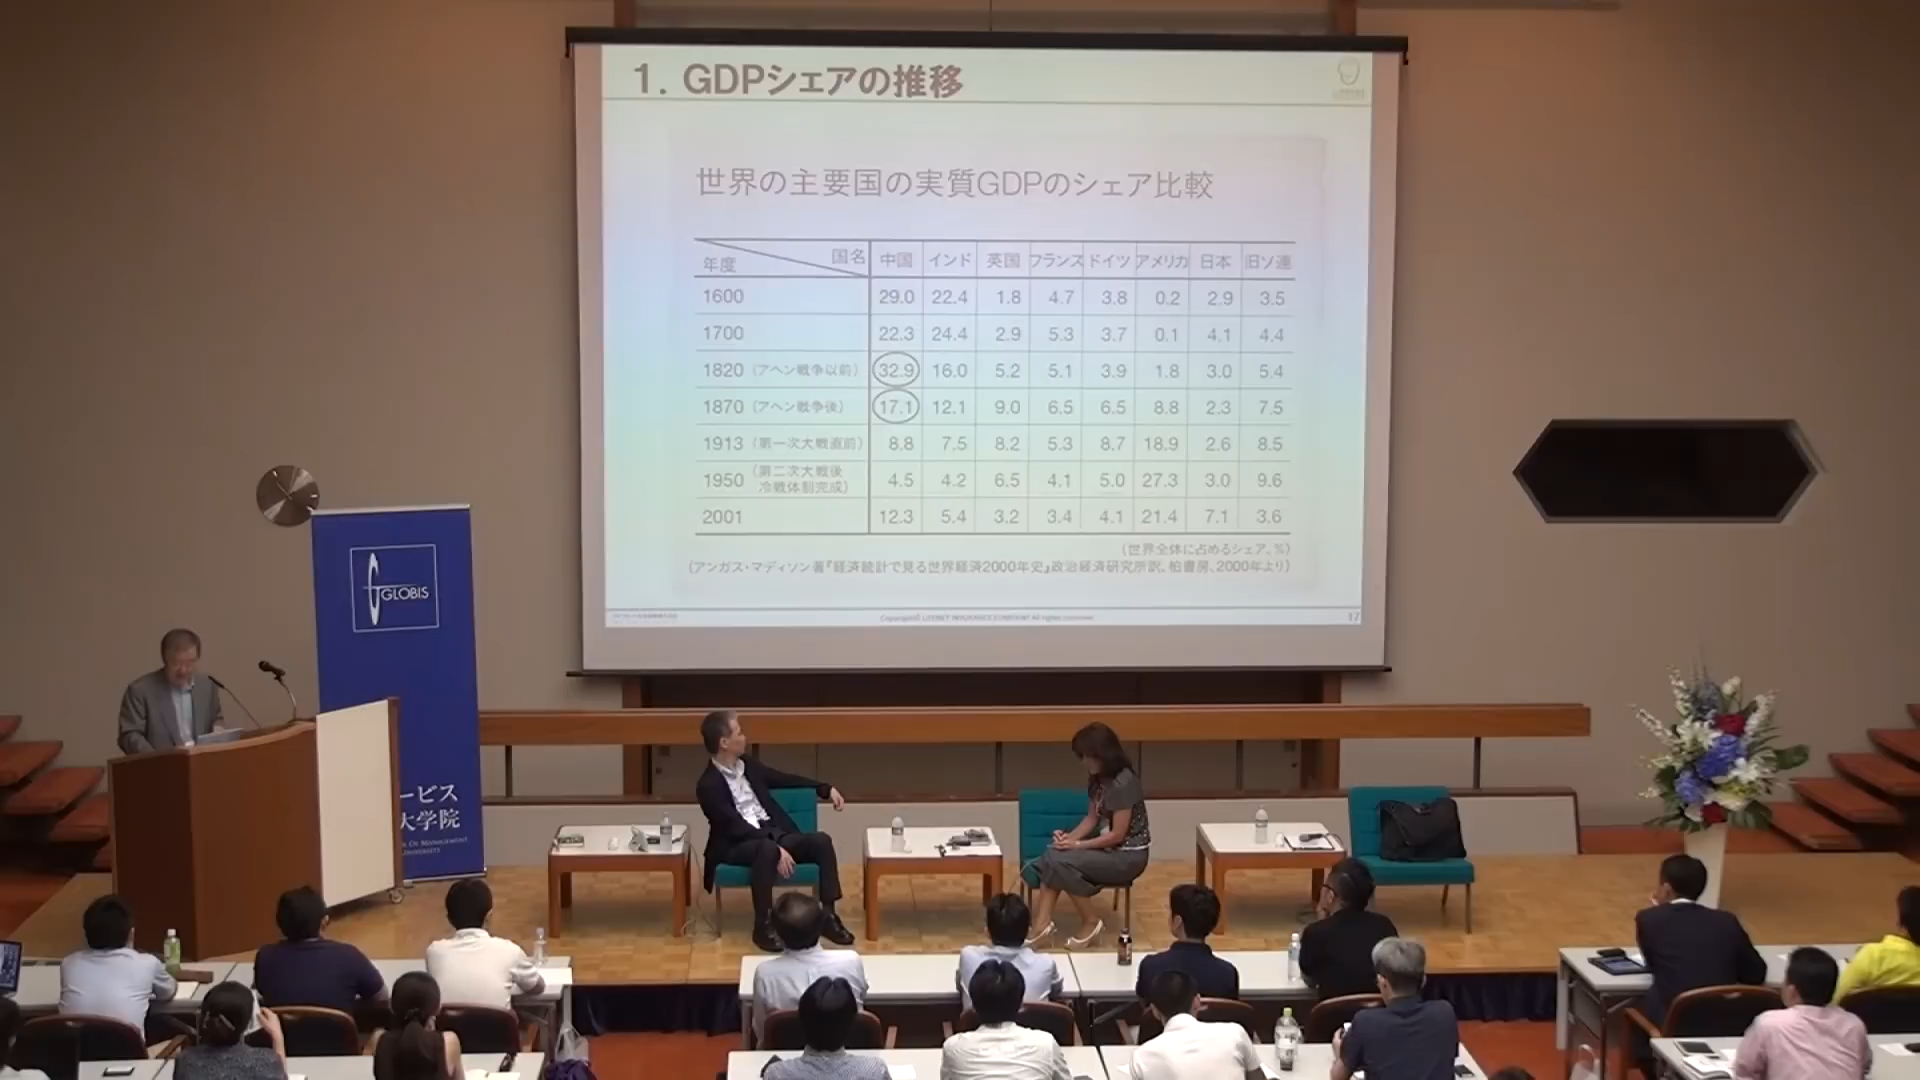 1. GDPシェアの推移
世界の主要国の実質GDPのシェア比較
年度 国名 中国 インド 英国 フランス ドイツ アメリカ 日本 旧ソ連
1600 29.0 22.4 1.8 4.7 3.8 0.2 2.9 3.5
1700 22.3 24.4 2.9 5.3 3.7 0.1 4.1 4.4
1820 (アヘン戦争以前) 32.9 16.0 5.2 5.1 3.9 1.8 3.0 5.4
1870 (アヘン戦争後) 17.1 12.1 9.0 6.5 6.5 8.8 2.3 7.5
1913 (第一次大戦直前) 8.8 7.5 8.2 5.3 8.7 18.9 2.6 8.5
1950 (第二次大戦後 冷戦体制完成) 4.5 4.2 6.5 4.1 5.0 27.3 3.0 9.6
2001 12.3 5.4 3.2 3.4 4.1 21.4 7.1 3.6
(世界全体に占めるシェア、%)
(アンガス・マディソン著『経済統計で見る世界経済2000年史』政治経済研究所訳、柏書房、2000年より)
Copyright© LIFENET INSURANCE COMPANY All rights reserved.
17
GLOBIS
ービス
大学院
OF MANAGEMENT
UNIVERSITY